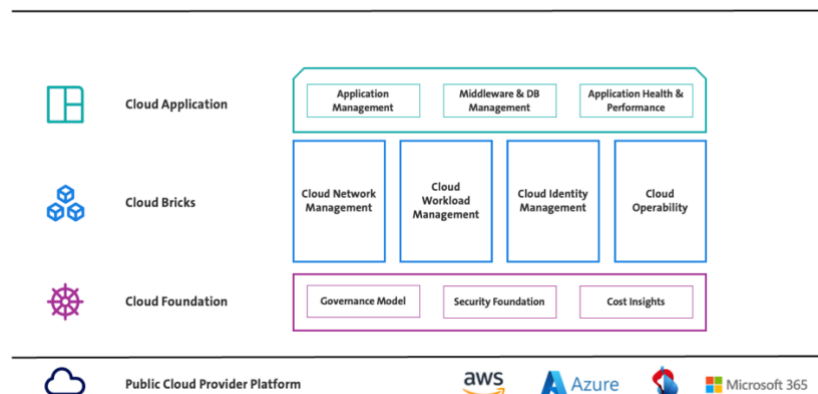 Cloud Application
Application
Management
Middleware & DB
Management
Application Health &
Performance
Cloud Bricks
Cloud Network
Management
Cloud
Workload
Management
Cloud Identity
Management
Cloud
Operability
Cloud Foundation
Governance Model
Security Foundation
Cost Insights
Public Cloud Provider Platform
aws
Azure
Microsoft 365